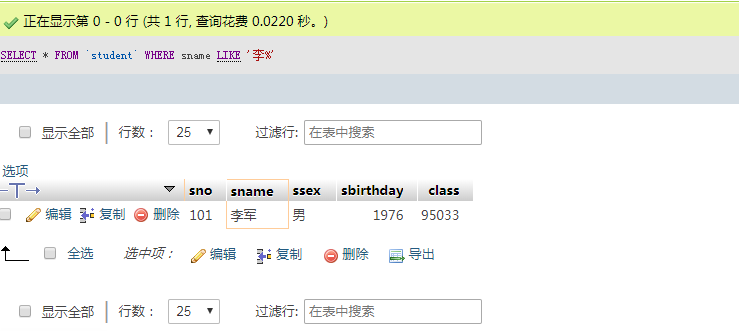 正在显示第 0 - 0 行 (共 1 行, 查询花费 0.0220 秒。)
SELECT * FROM `student` WHERE sname LIKE '李%'
显示全部 行数： 25 过滤行: 在表中搜索
选项
sno sname ssex sbirthday class
编辑 复制 删除 101 李军 男 1976 95033
全选 选中项： 编辑 复制 删除 导出
显示全部 行数： 25 过滤行: 在表中搜索